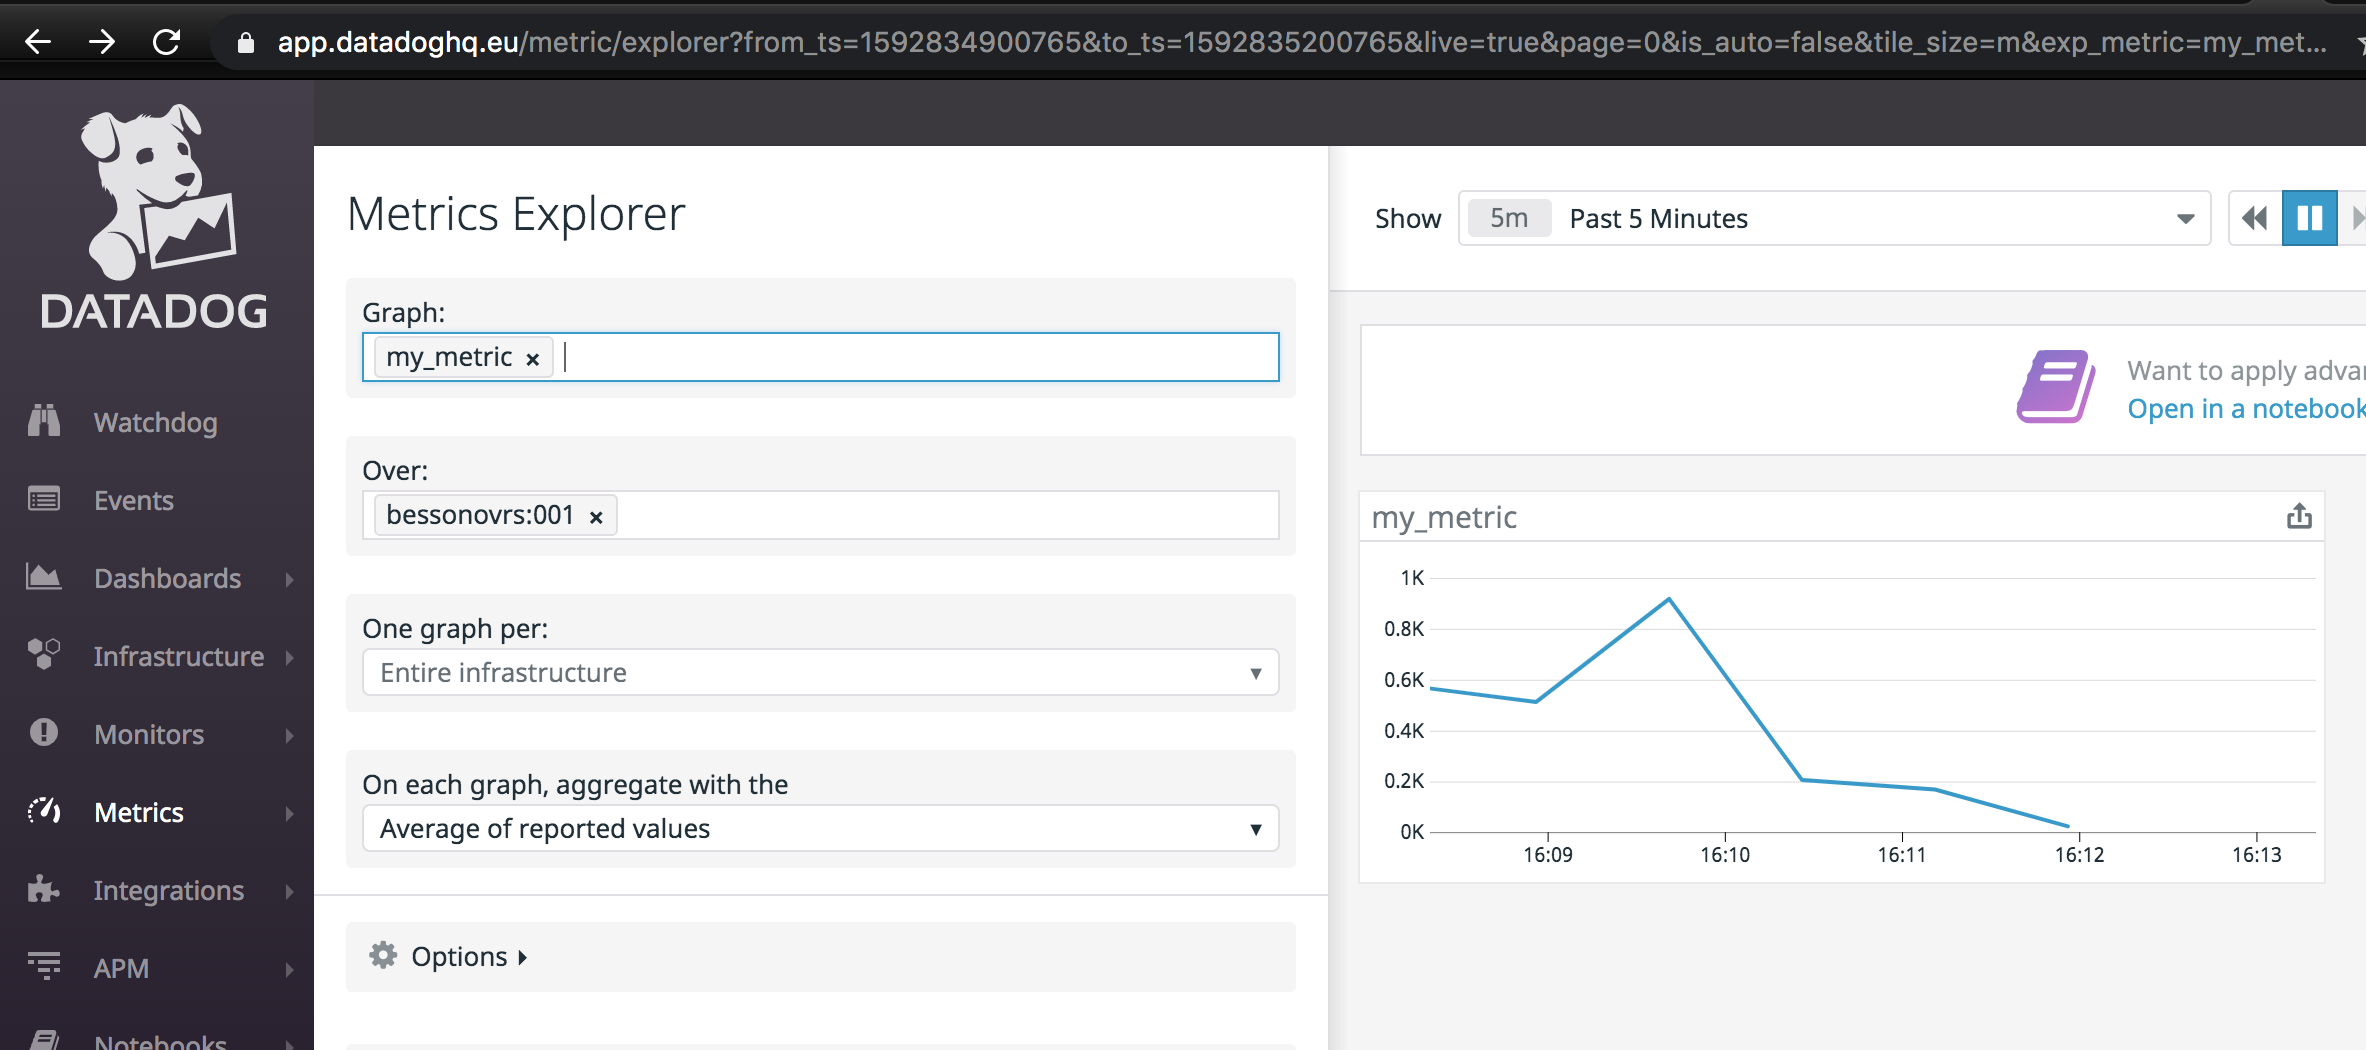 app.datadoghq.eu/metric/explorer?from_ts=1592834900765&to_ts=1592835200765&live=true&page=0&is_auto=false&tile_size=m&exp_metric=my_met...
DATADOG
Watchdog
Events
Dashboards
Infrastructure
Monitors
Metrics
Integrations
APM
Notebooks
Metrics Explorer
Graph:
my_metric ×
Over:
bessonovrs:001 ×
One graph per:
Entire infrastructure
On each graph, aggregate with the
Average of reported values
Options
Show 5m Past 5 Minutes
Want to apply advan
Open in a notebook
my_metric
1K
0.8K
0.6K
0.4K
0.2K
0K
16:09 16:10 16:11 16:12 16:13